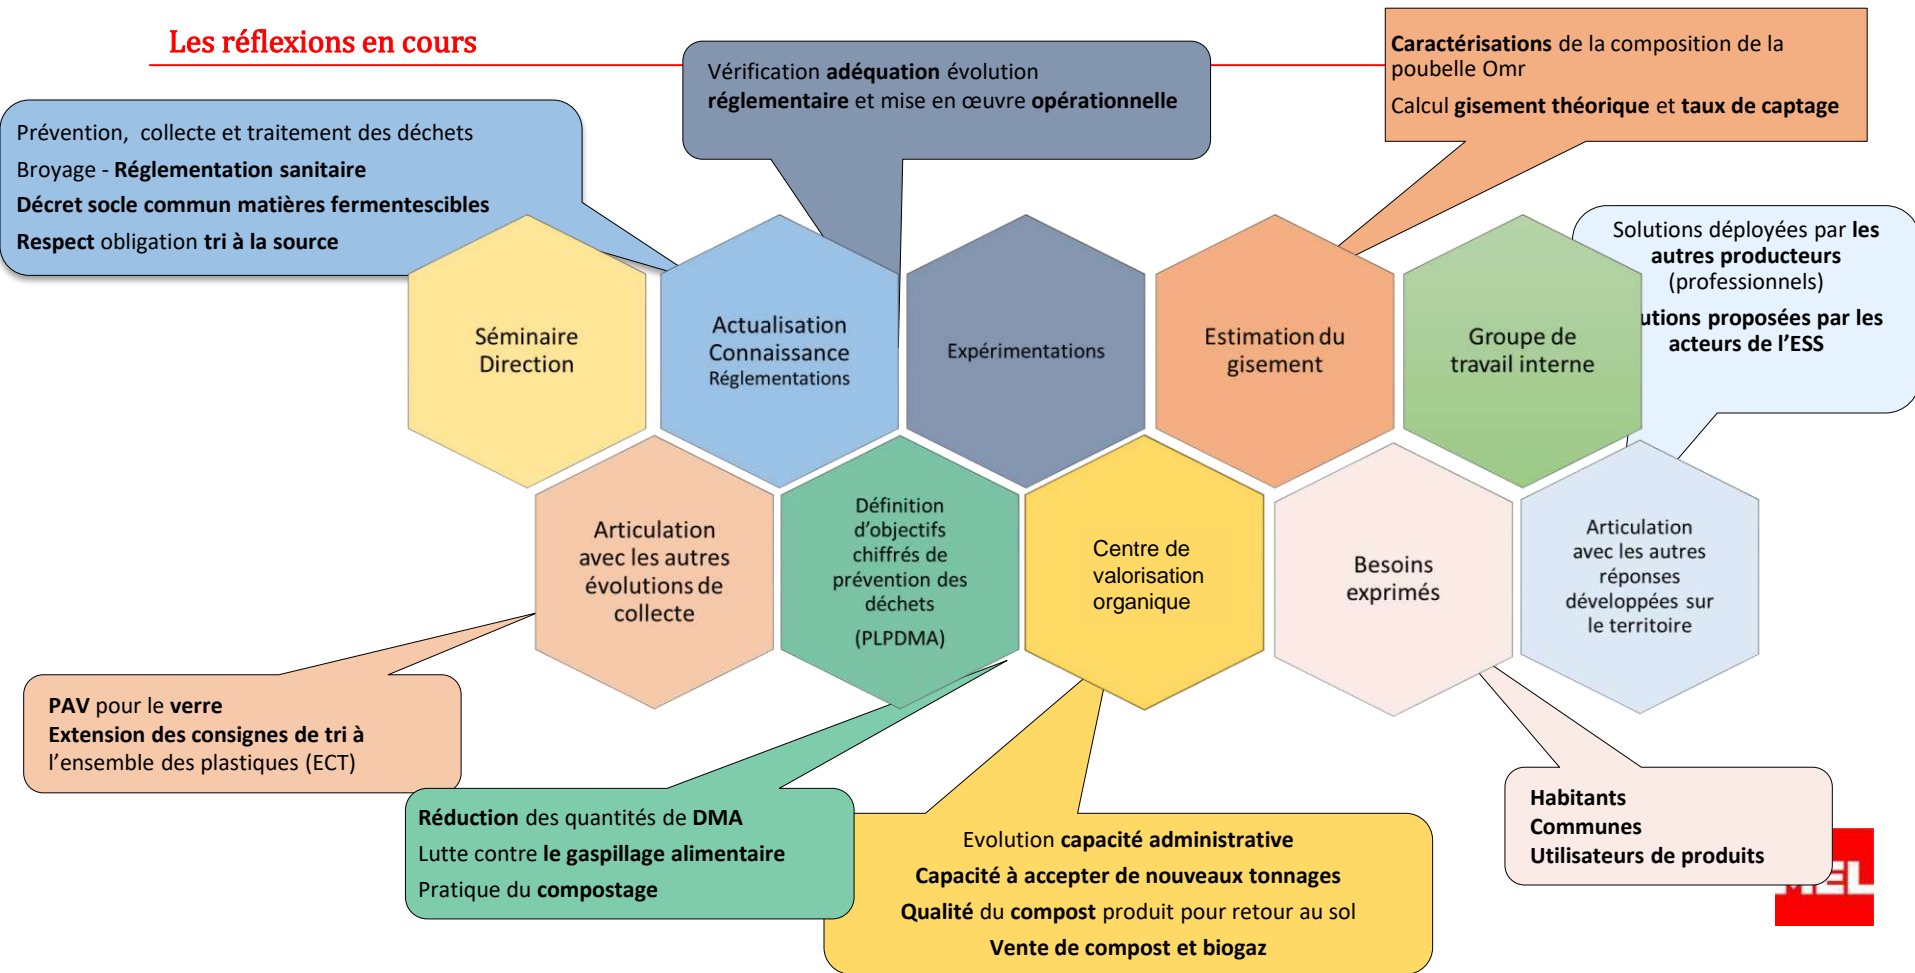 Les réflexions en cours
Vérification adéquation évolution
réglementaire et mise en œuvre opérationnelle
Caractérisations de la composition de la
poubelle Omr
Calcul gisement théorique et taux de captage
Prévention, collecte et traitement des déchets
Broyage - Réglementation sanitaire
Décret socle commun matières fermentescibles
Respect obligation tri à la source
Solutions déployées par les
autres producteurs
(professionnels)
utions proposées par les
acteurs de l’ESS
Séminaire
Direction
Actualisation
Connaissance
Réglementations
Expérimentations
Estimation du
gisement
Groupe de
travail interne
Articulation
avec les autres
évolutions de
collecte
Définition
d’objectifs
chiffrés de
prévention des
déchets
(PLPDMA)
Centre de
valorisation
organique
Besoins
exprimés
Articulation
avec les autres
réponses
développées sur
le territoire
PAV pour le verre
Extension des consignes de tri à
l’ensemble des plastiques (ECT)
Réduction des quantités de DMA
Lutte contre le gaspillage alimentaire
Pratique du compostage
Evolution capacité administrative
Capacité à accepter de nouveaux tonnages
Qualité du compost produit pour retour au sol
Vente de compost et biogaz
Habitants
Communes
Utilisateurs de produits
MEL